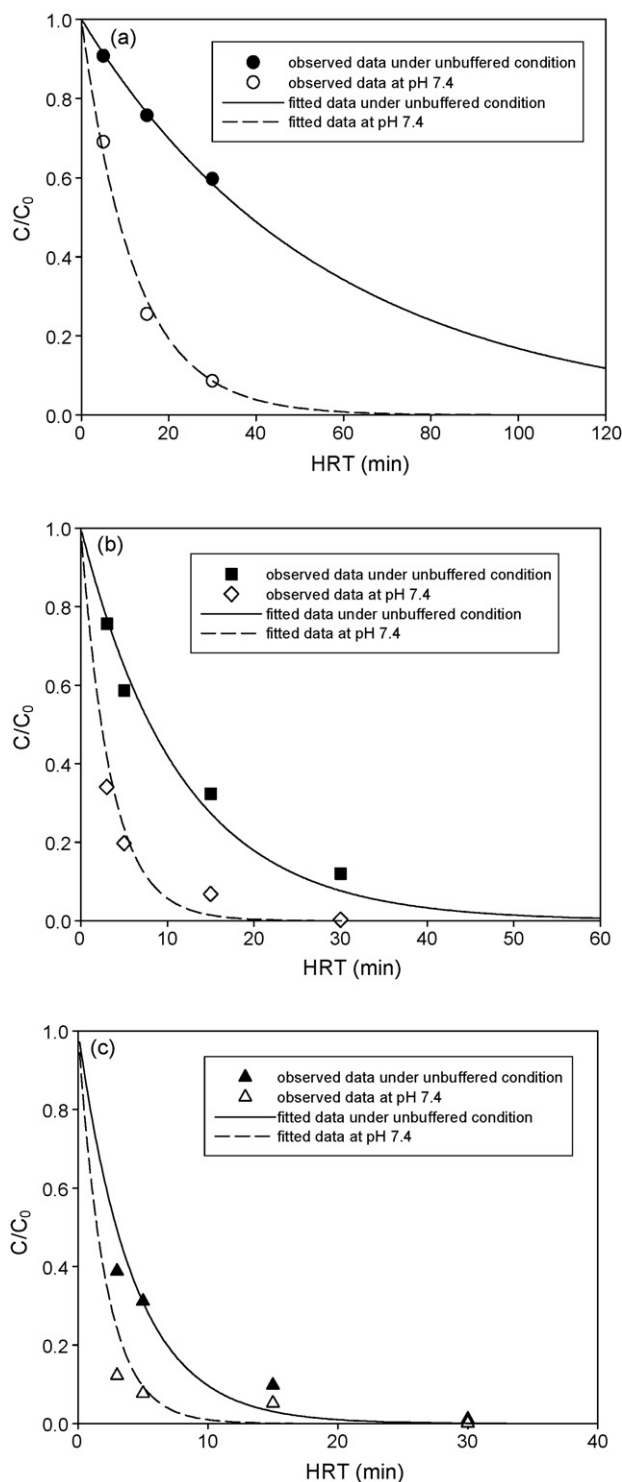 (a)
observed data under unbuffered condition
observed data at pH 7.4
fitted data under unbuffered condition
fitted data at pH 7.4
1.0
0.8
0.6
0.4
0.2
0.0
C/C₀
0 20 40 60 80 100 120
HRT (min)
(b)
observed data under unbuffered condition
observed data at pH 7.4
fitted data under unbuffered condition
fitted data at pH 7.4
1.0
0.8
0.6
0.4
0.2
0.0
C/C₀
0 10 20 30 40 50 60
HRT (min)
(c)
observed data under unbuffered condition
observed data at pH 7.4
fitted data under unbuffered condition
fitted data at pH 7.4
1.0
0.8
0.6
0.4
0.2
0.0
C/C₀
0 10 20 30 40
HRT (min)